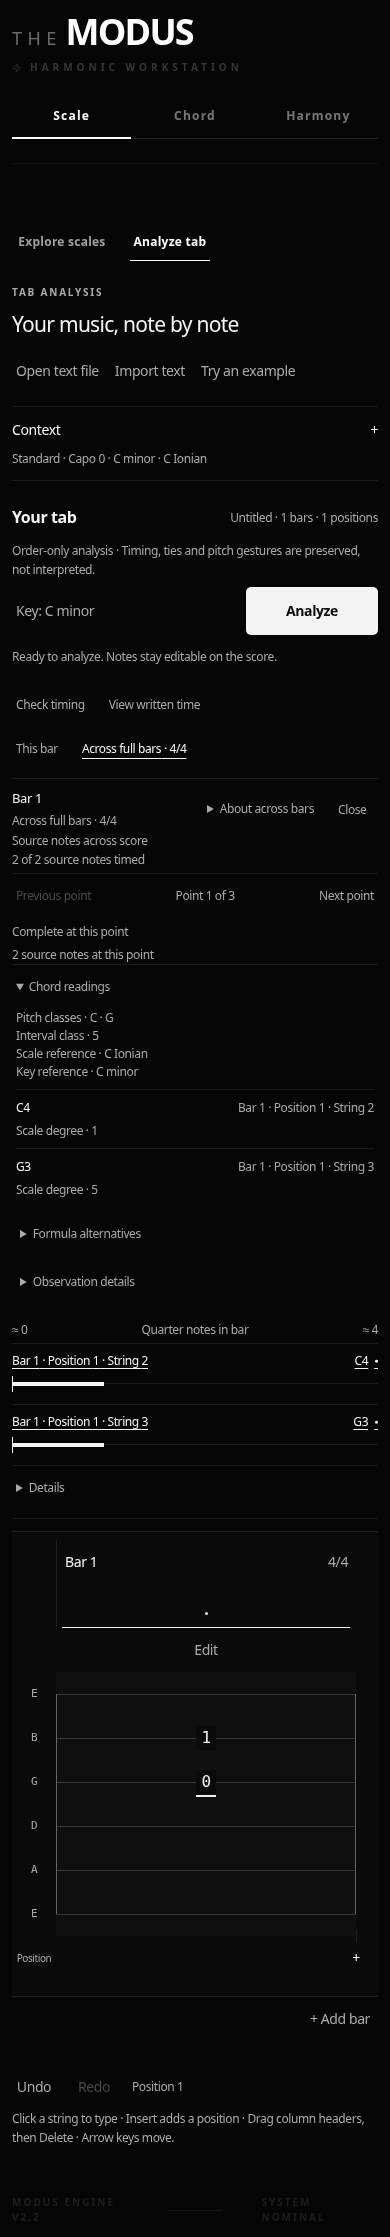 THE MODUS
HARMONIC WORKSTATION
Scale Chord Harmony
Explore scales Analyze tab
TAB ANALYSIS
Your music, note by note
Open text file Import text Try an example
Context +
Standard · Capo 0 · C minor · C Ionian
Your tab Untitled · 1 bars · 1 positions
Order-only analysis · Timing, ties and pitch gestures are preserved,
not interpreted.
Key: C minor Analyze
Ready to analyze. Notes stay editable on the score.
Check timing View written time
This bar Across full bars · 4/4
Bar 1
▶ About across bars Close
Across full bars · 4/4
Source notes across score
2 of 2 source notes timed
Previous point Point 1 of 3 Next point
Complete at this point
2 source notes at this point
▼ Chord readings
Pitch classes · C · G
Interval class · 5
Scale reference · C Ionian
Key reference · C minor
C4 Bar 1 · Position 1 · String 2
Scale degree · 1
G3 Bar 1 · Position 1 · String 3
Scale degree · 5
▶ Formula alternatives
▶ Observation details
≈ 0 Quarter notes in bar ≈ 4
Bar 1 · Position 1 · String 2 C4 •
Bar 1 · Position 1 · String 3 G3 •
▶ Details
Bar 1 4/4
·
Edit
E
B 1
G 0
D
A
E
Position +
+ Add bar
Undo Redo Position 1
Click a string to type · Insert adds a position · Drag column headers,
then Delete · Arrow keys move.
MODUS ENGINE V2.2
SYSTEM NOMINAL